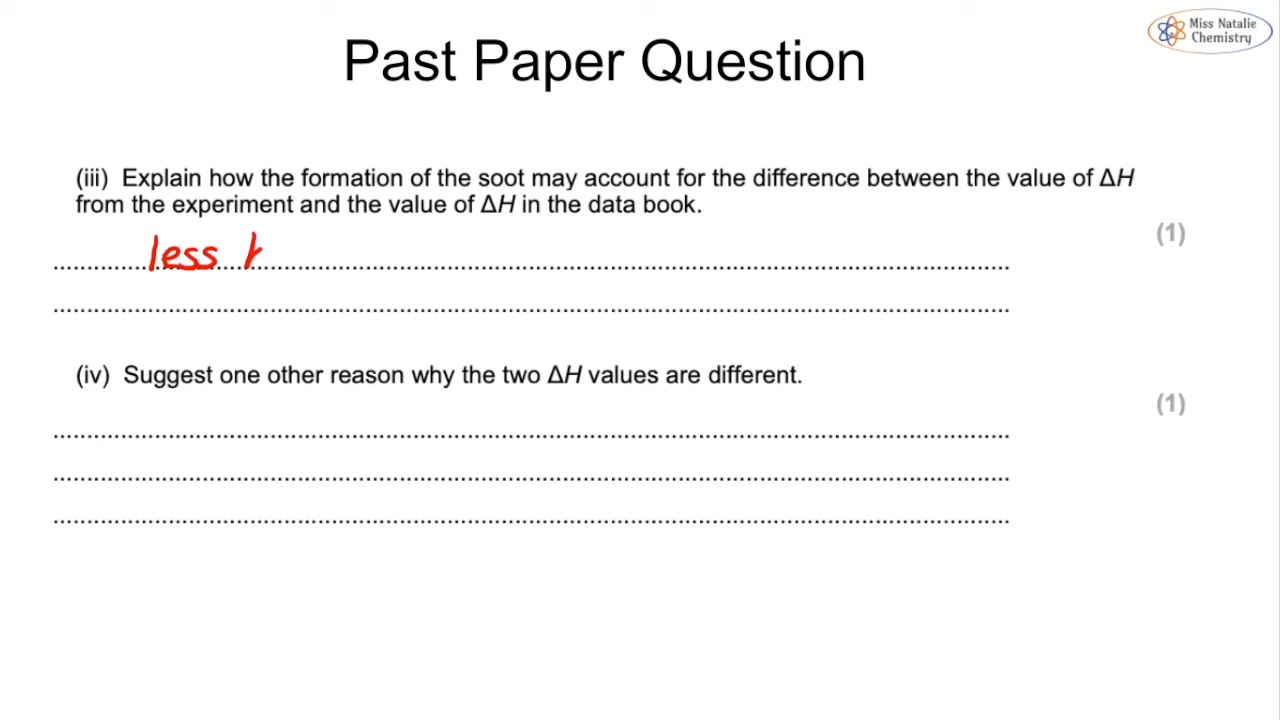 Miss Natalie
Chemistry
Past Paper Question
(iii) Explain how the formation of the soot may account for the difference between the value of ΔH
from the experiment and the value of ΔH in the data book.
(1)
less
(iv) Suggest one other reason why the two ΔH values are different.
(1)